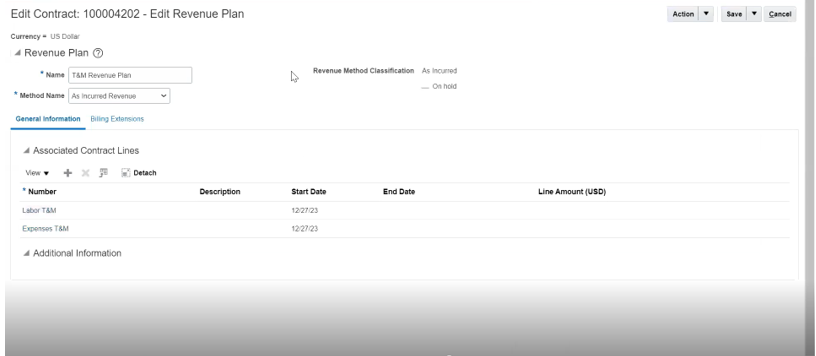 Edit Contract: 100004202 - Edit Revenue Plan
Action Save Cancel
Currency = US Dollar
Revenue Plan
* Name T&M Revenue Plan
Revenue Method Classification As Incurred
On hold
* Method Name As Incurred Revenue
General Information Billing Extensions
Associated Contract Lines
View Detach
* Number Description Start Date End Date Line Amount (USD)
Labor T&M 12/27/23
Expenses T&M 12/27/23
Additional Information